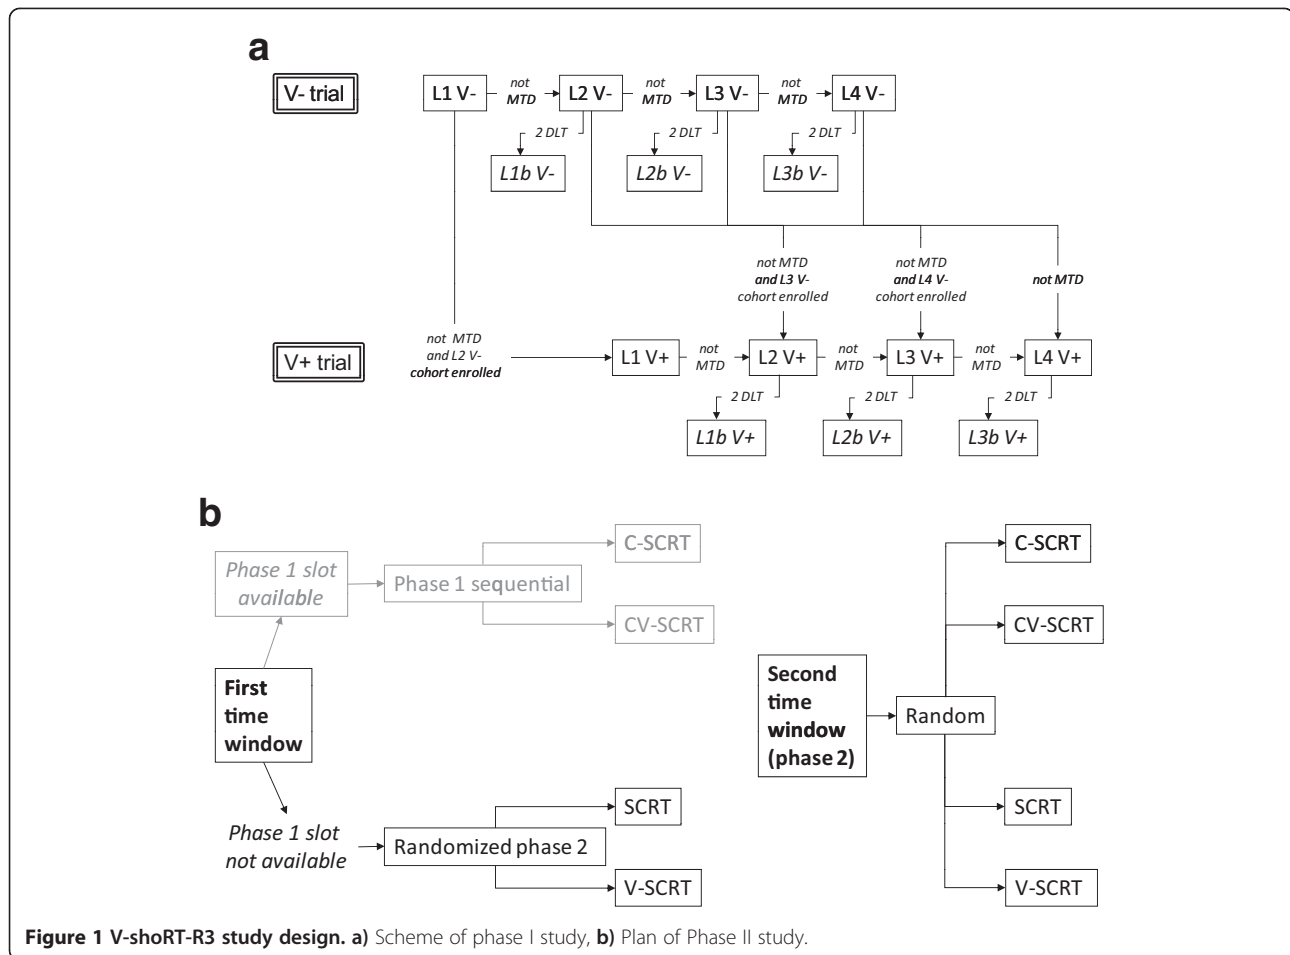 a
V- trial
L1 V-
not
MTD
L2 V-
not
MTD
L3 V-
not
MTD
L4 V-
2 DLT
2 DLT
2 DLT
L1b V-
L2b V-
L3b V-
not MTD
and L3 V-
cohort enrolled
not MTD
and L4 V-
cohort enrolled
not MTD
V+ trial
not MTD
and L2 V-
cohort enrolled
L1 V+
not
MTD
L2 V+
not
MTD
L3 V+
not
MTD
L4 V+
2 DLT
2 DLT
2 DLT
L1b V+
L2b V+
L3b V+
b
Phase 1 slot
available
Phase 1 sequential
C-SCRT
CV-SCRT
First
time
window
Phase 1 slot
not available
Randomized phase 2
SCRT
V-SCRT
Second
time
window
(phase 2)
Random
C-SCRT
CV-SCRT
SCRT
V-SCRT
Figure 1 V-shoRT-R3 study design. a) Scheme of phase I study, b) Plan of Phase II study.